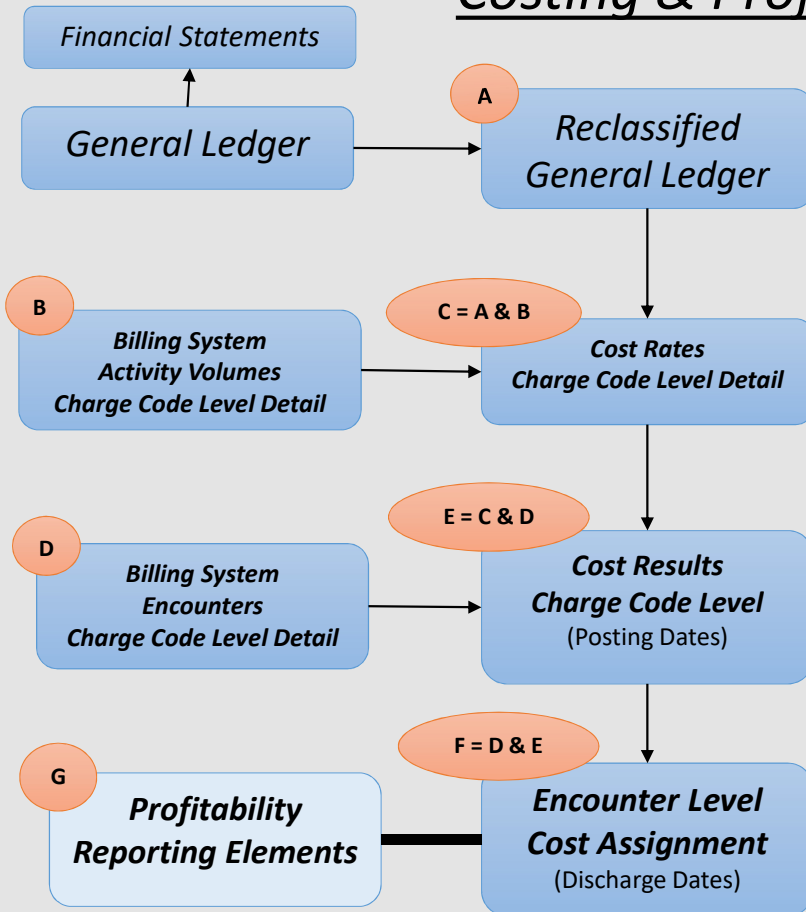 Costing & Prof
Financial Statements
General Ledger
A
Reclassified
General Ledger
B
Billing System
Activity Volumes
Charge Code Level Detail
C = A & B
Cost Rates
Charge Code Level Detail
D
Billing System
Encounters
Charge Code Level Detail
E = C & D
Cost Results
Charge Code Level
(Posting Dates)
G
Profitability
Reporting Elements
F = D & E
Encounter Level
Cost Assignment
(Discharge Dates)